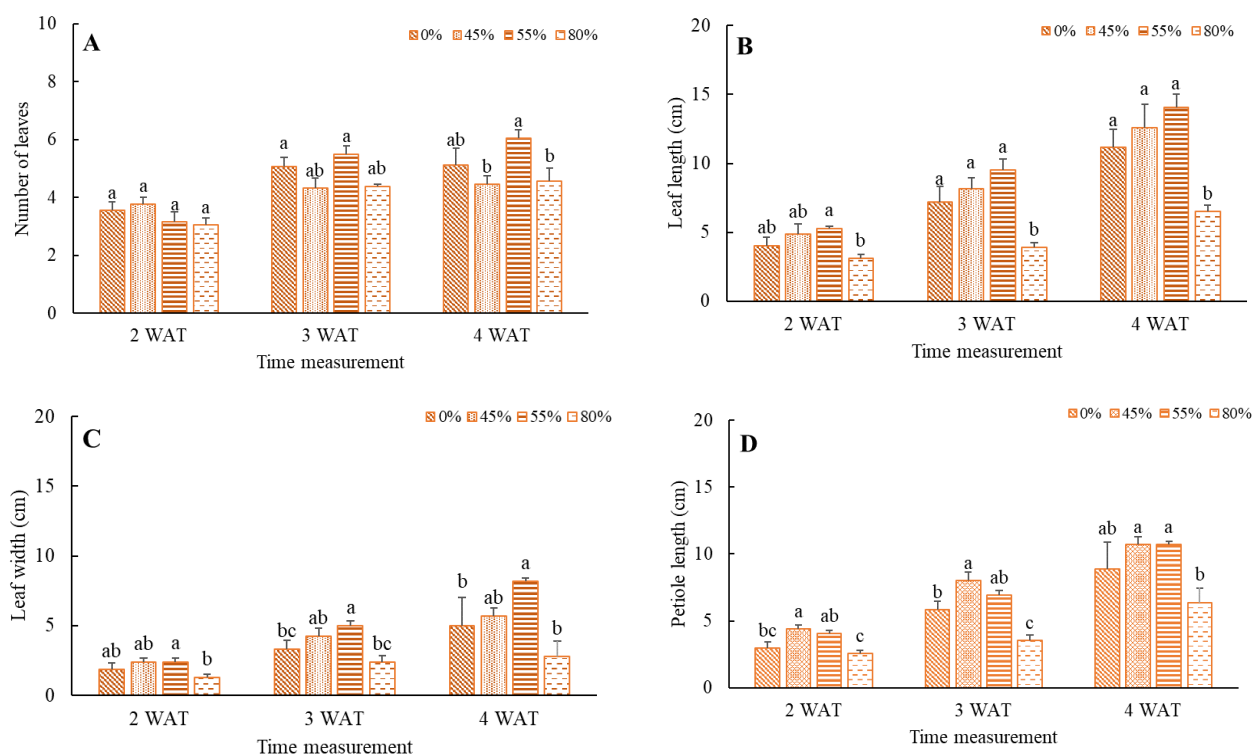 A
0% 45% 55% 80%
Number of leaves
10
8
6
4
2
0
a a a a
a ab a ab
ab b a b
2 WAT 3 WAT 4 WAT
Time measurement
B
0% 45% 55% 80%
Leaf length (cm)
20
15
10
5
0
ab ab a b
a a a b
a a a b
2 WAT 3 WAT 4 WAT
Time measurement
C
0% 45% 55% 80%
Leaf width (cm)
20
15
10
5
0
ab ab a b
bc ab a bc
b ab a b
2 WAT 3 WAT 4 WAT
Time measurement
D
0% 45% 55% 80%
Petiole length (cm)
20
15
10
5
0
bc a ab c
b a ab c
ab a a b
2 WAT 3 WAT 4 WAT
Time measurement